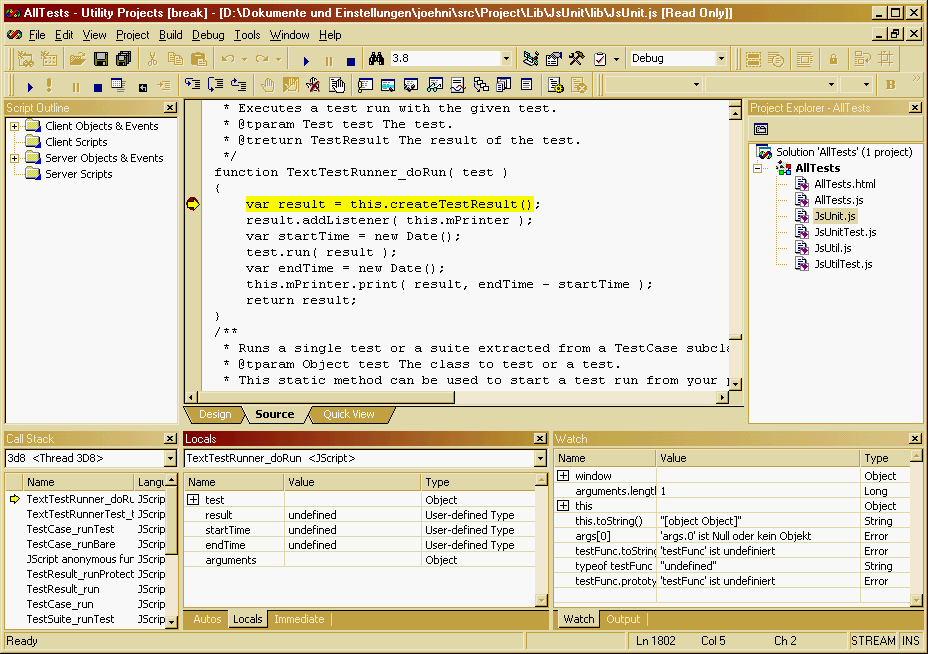 AllTests - Utility Projects [break] - [D:\Dokumente und Einstellungen\joehni\src\Project\Lib\JsUnit\lib\JsUnit.js [Read Only]]
File Edit View Project Build Debug Tools Window Help
3.8 Debug
B
Script Outline
Client Objects & Events
Client Scripts
Server Objects & Events
Server Scripts
* Executes a test run with the given test.
* @tparam Test test The test.
* @treturn TestResult The result of the test.
*/
function TextTestRunner_doRun( test )
{
var result = this.createTestResult();
result.addListener( this.mPrinter );
var startTime = new Date();
test.run( result );
var endTime = new Date();
this.mPrinter.print( result, endTime - startTime );
return result;
}
/**
* Runs a single test or a suite extracted from a TestCase subcla
* @tparam Object test The class to test or a test.
* This static method can be used to start a test run from your
Design Source Quick View
Project Explorer - AllTests
Solution 'AllTests' (1 project)
AllTests
AllTests.html
AllTests.js
JsUnit.js
JsUnitTest.js
JsUtil.js
JsUtilTest.js
Call Stack
3d8 <Thread 3D8>
Name Langu
TextTestRunner_doRu JScrip
TextTestRunnerTest_t JScrip
TestCase_runTest JScrip
TestCase_runBare JScrip
JScript anonymous fur JScrip
TestResult_runProtect JScrip
TestResult_run JScrip
TestCase_run JScrip
TestSuite_runTest JScrip
Locals
TextTestRunner_doRun <JScript>
Name Value Type
test Object
result undefined User-defined Type
startTime undefined User-defined Type
endTime undefined User-defined Type
arguments Object
Autos Locals Immediate
Watch
Name Value Type
window Object
arguments.lengt 1 Long
this Object
this.toString() "[object Object]" String
args[0] 'args.0' ist Null oder kein Objekt Error
testFunc.toStrin 'testFunc' ist undefiniert Error
typeof testFunc "undefined" String
testFunc.prototy 'testFunc' ist undefiniert Error
Watch Output
Ready Ln 1802 Col 5 Ch 2 STREAM INS